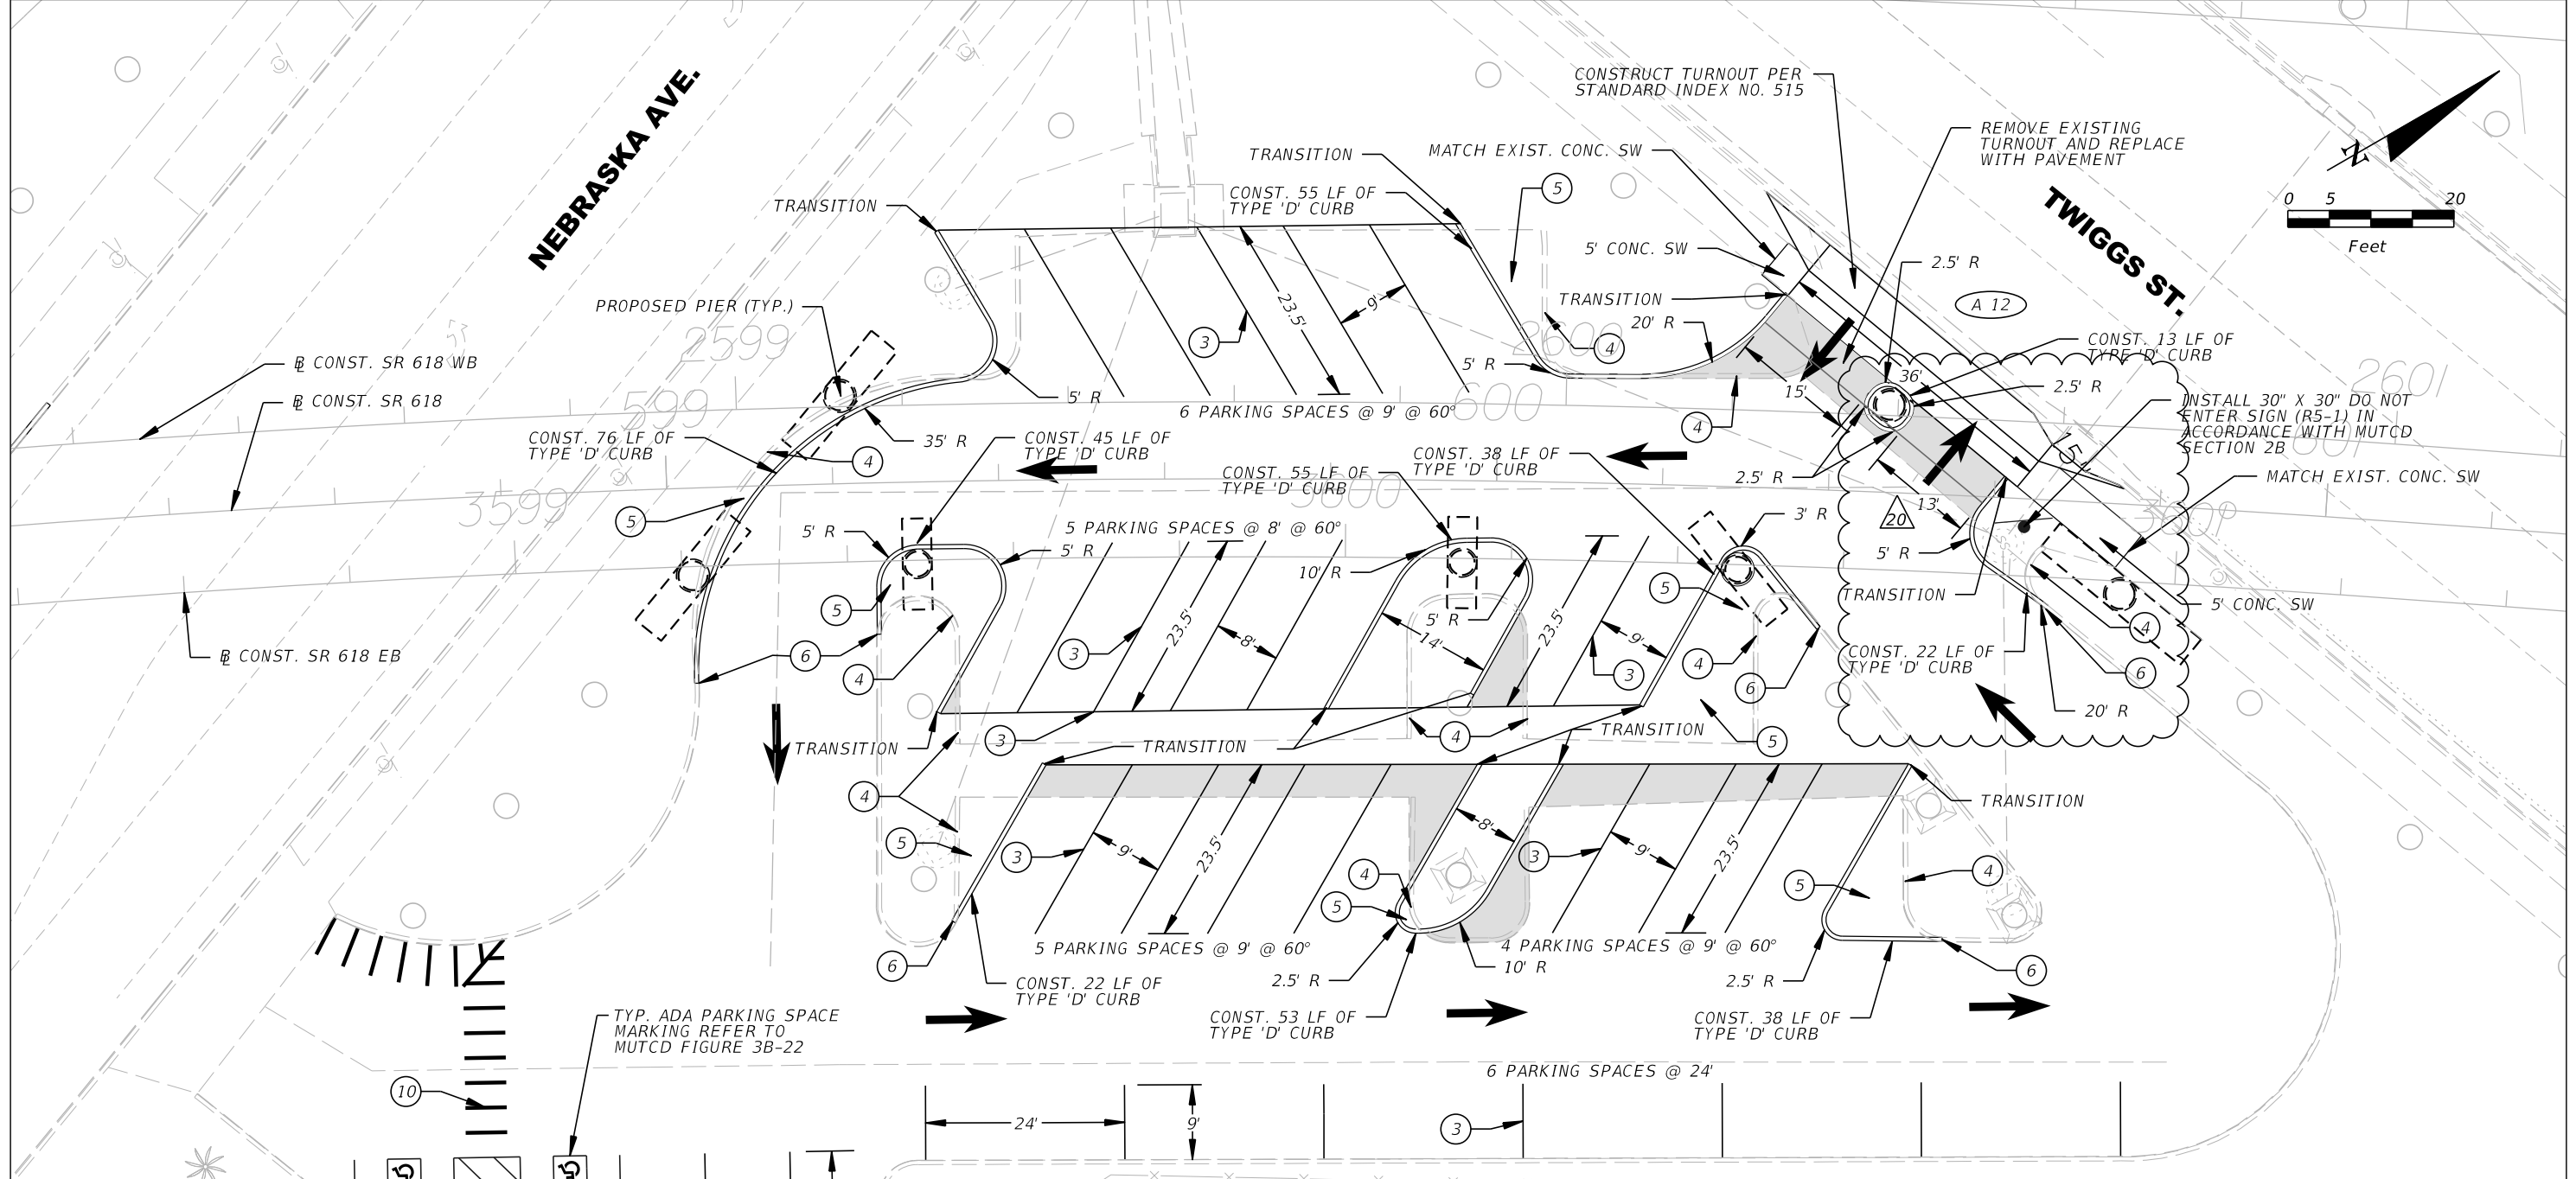 CONSTRUCT TURNOUT PER
STANDARD INDEX NO. 515
NEBRASKA AVE.
REMOVE EXISTING
TURNOUT AND REPLACE
WITH PAVEMENT
N
TRANSITION
MATCH EXIST. CONC. SW
5
TWIGGS ST.
0 5 20
Feet
TRANSITION
CONST. 55 LF OF
TYPE 'D' CURB
5' CONC. SW
2.5' R
PROPOSED PIER (TYP.)
TRANSITION
A 12
23.5'
9'
3
20' R
4
2599
2600
CONST. 13 LF OF
TYPE 'D' CURB
℄ CONST. SR 618 WB
5' R
36'
2.5' R
2601
15'
℄ CONST. SR 618
599
5' R
6 PARKING SPACES @ 9' @ 60°
600
INSTALL 30" X 30" DO NOT
ENTER SIGN (R5-1) IN
ACCORDANCE WITH MUTCD
SECTION 2B
CONST. 76 LF OF
TYPE 'D' CURB
35' R
4
CONST. 45 LF OF
TYPE 'D' CURB
4
CONST. 38 LF OF
TYPE 'D' CURB
15'
CONST. 55 LF OF
TYPE 'D' CURB
2.5' R
MATCH EXIST. CONC. SW
3599
5
5' R
5 PARKING SPACES @ 8' @ 60°
5' R
3' R
20
13'
10' R
5' R
5
5
TRANSITION
5' CONC. SW
23.5'
8'
14'
5' R
23.5'
9'
3
4
4
6
3
4
6
℄ CONST. SR 618 EB
4
CONST. 22 LF OF
TYPE 'D' CURB
6
20' R
3
TRANSITION
TRANSITION
4
TRANSITION
5
4
TRANSITION
5
3
9'
23.5'
8'
3
9'
23.5'
4
5
5
4
6
5 PARKING SPACES @ 9' @ 60°
4 PARKING SPACES @ 9' @ 60°
2.5' R
10' R
2.5' R
6
CONST. 22 LF OF
TYPE 'D' CURB
CONST. 53 LF OF
TYPE 'D' CURB
CONST. 38 LF OF
TYPE 'D' CURB
TYP. ADA PARKING SPACE
MARKING REFER TO
MUTCD FIGURE 3B-22
6 PARKING SPACES @ 24'
10
24'
9'
3